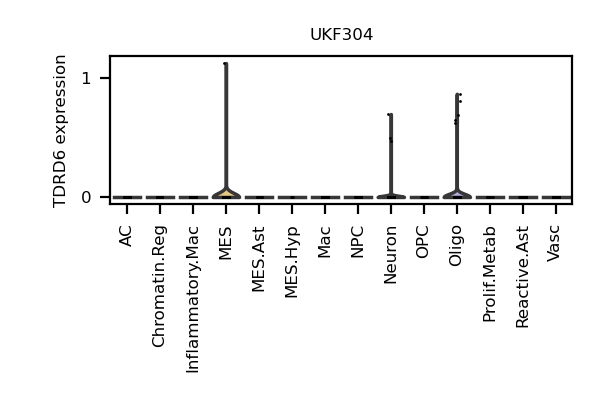 UKF304
TDRD6 expression
1
0
AC
Chromatin.Reg
Inflammatory.Mac
MES
MES.Ast
MES.Hyp
Mac
NPC
Neuron
OPC
Oligo
Prolif.Metab
Reactive.Ast
Vasc